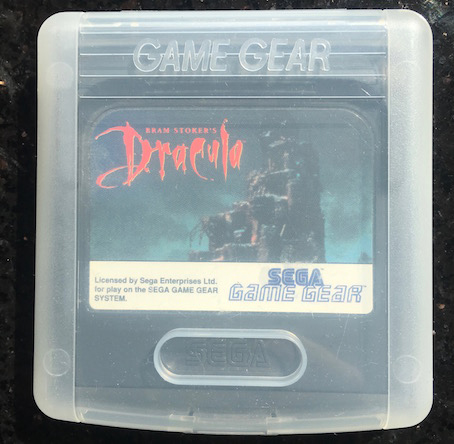 GAME GEAR
BRAM STOKER'S
Dracula
Licensed by Sega Enterprises Ltd.
for play on the SEGA GAME GEAR
SYSTEM.
SEGA
GAME GEAR
SEGA